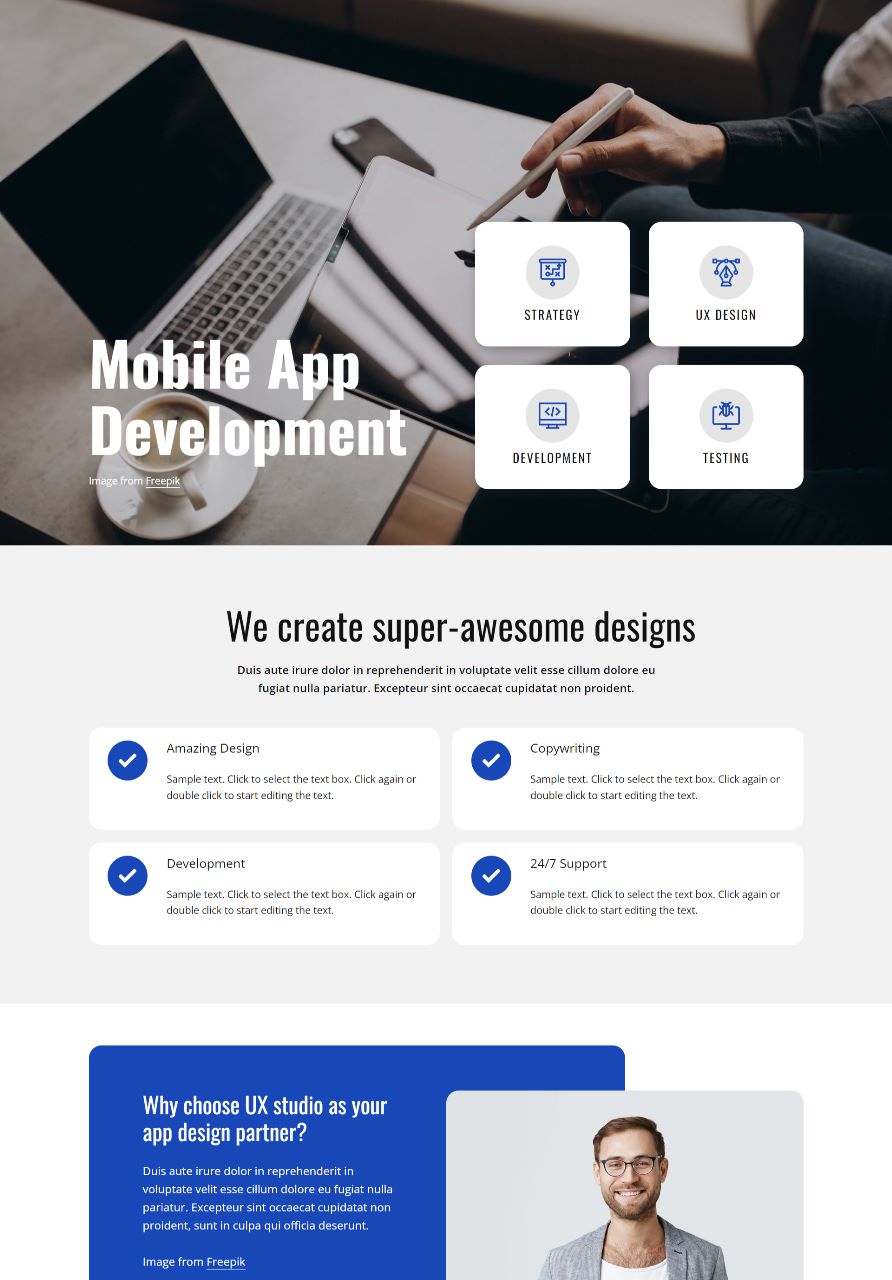 STRATEGY
UX DESIGN
Mobile App
Development
Image from Freepik
DEVELOPMENT
TESTING
We create super-awesome designs
Duis aute irure dolor in reprehenderit in voluptate velit esse cillum dolore eu
fugiat nulla pariatur. Excepteur sint occaecat cupidatat non proident.
Amazing Design
Sample text. Click to select the text box. Click again or
double click to start editing the text.
Copywriting
Sample text. Click to select the text box. Click again or
double click to start editing the text.
Development
Sample text. Click to select the text box. Click again or
double click to start editing the text.
24/7 Support
Sample text. Click to select the text box. Click again or
double click to start editing the text.
Why choose UX studio as your
app design partner?
Duis aute irure dolor in reprehenderit in
voluptate velit esse cillum dolore eu fugiat nulla
pariatur. Excepteur sint occaecat cupidatat non
proident, sunt in culpa qui officia deserunt.
Image from Freepik